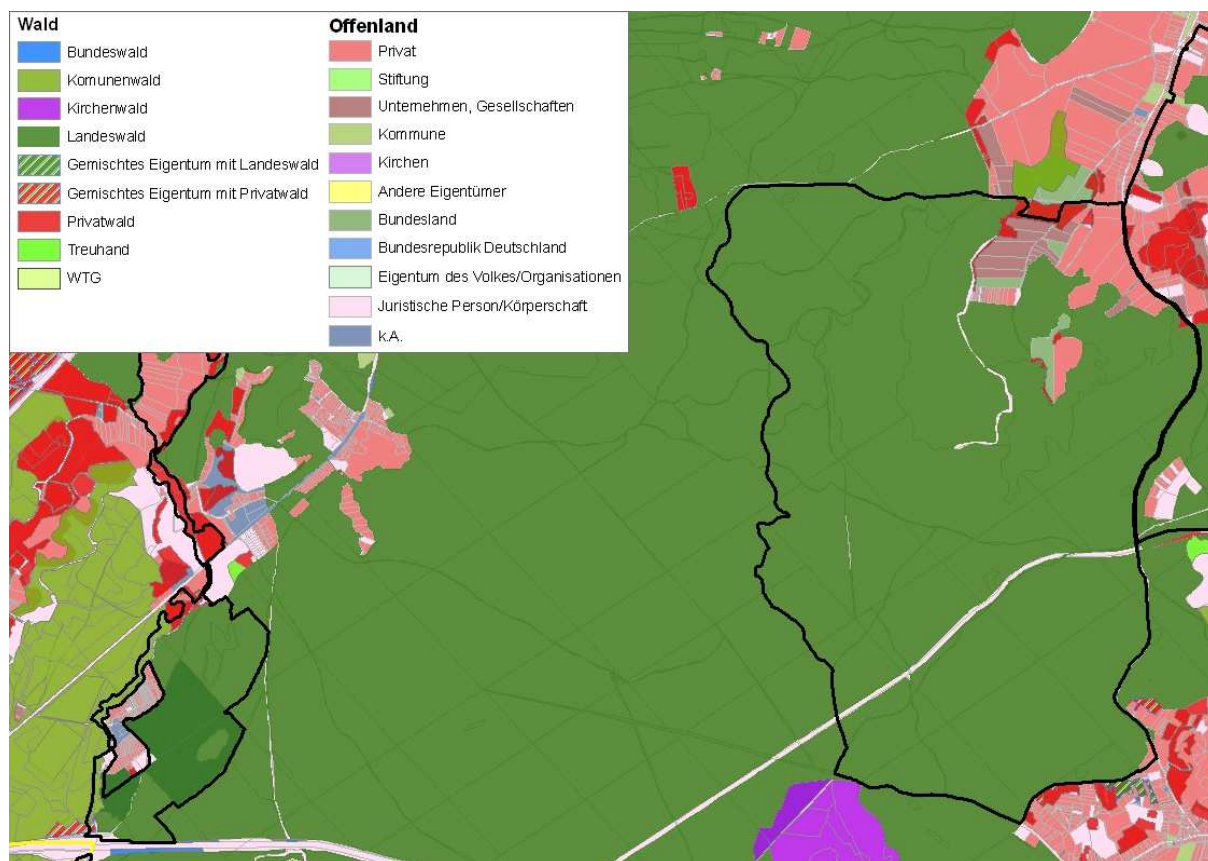 Wald
Bundeswald
Komunenwald
Kirchenwald
Landeswald
Gemischtes Eigentum mit Landeswald
Gemischtes Eigentum mit Privatwald
Privatwald
Treuhand
WTG
Offenland
Privat
Stiftung
Unternehmen, Gesellschaften
Kommune
Kirchen
Andere Eigentümer
Bundesland
Bundesrepublik Deutschland
Eigentum des Volkes/Organisationen
Juristische Person/Körperschaft
k.A.